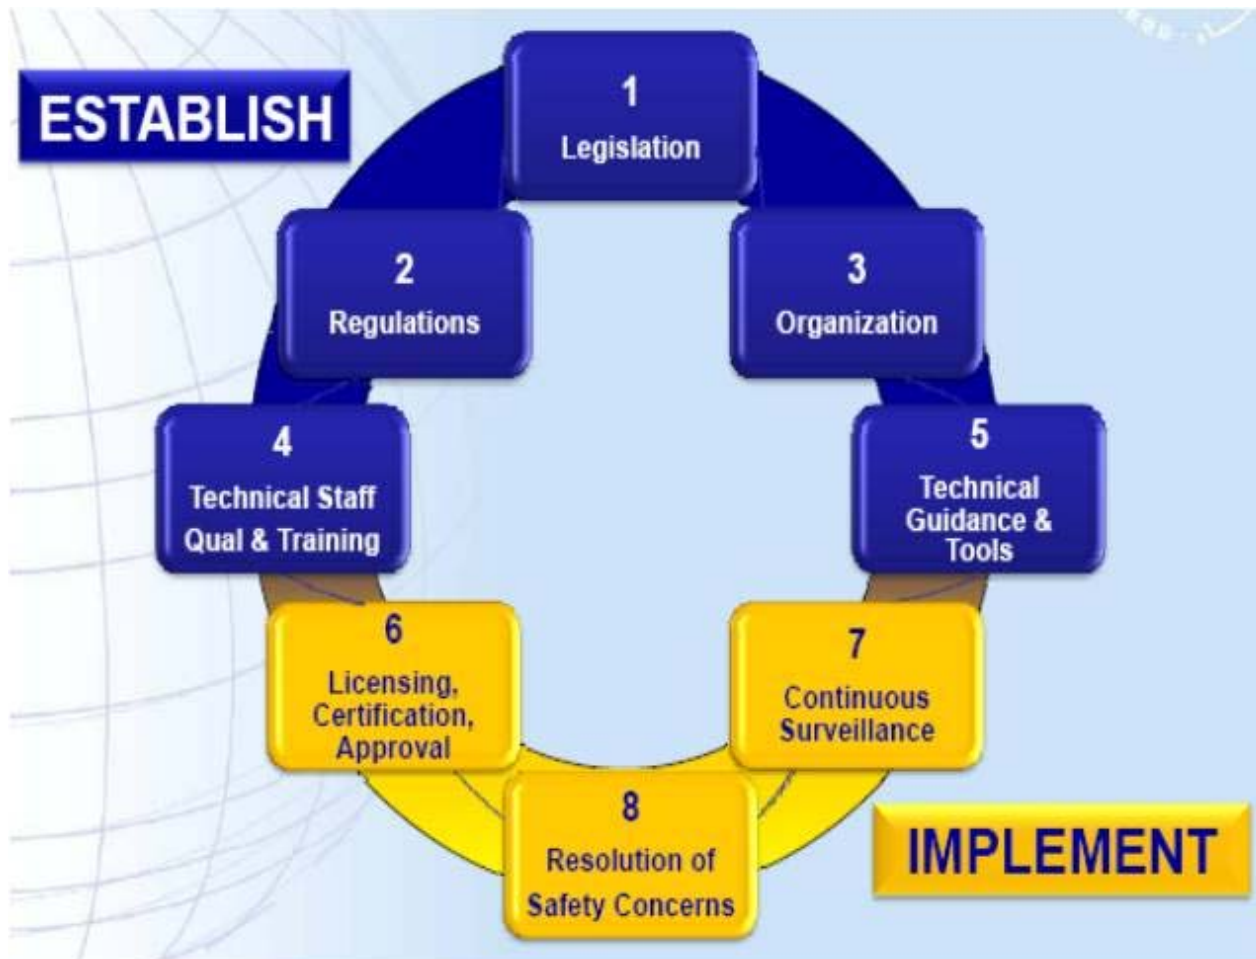 ESTABLISH
1
Legislation
2
Regulations
3
Organization
4
Technical Staff
Qual & Training
5
Technical
Guidance &
Tools
6
Licensing,
Certification,
Approval
7
Continuous
Surveillance
8
Resolution of
Safety Concerns
IMPLEMENT